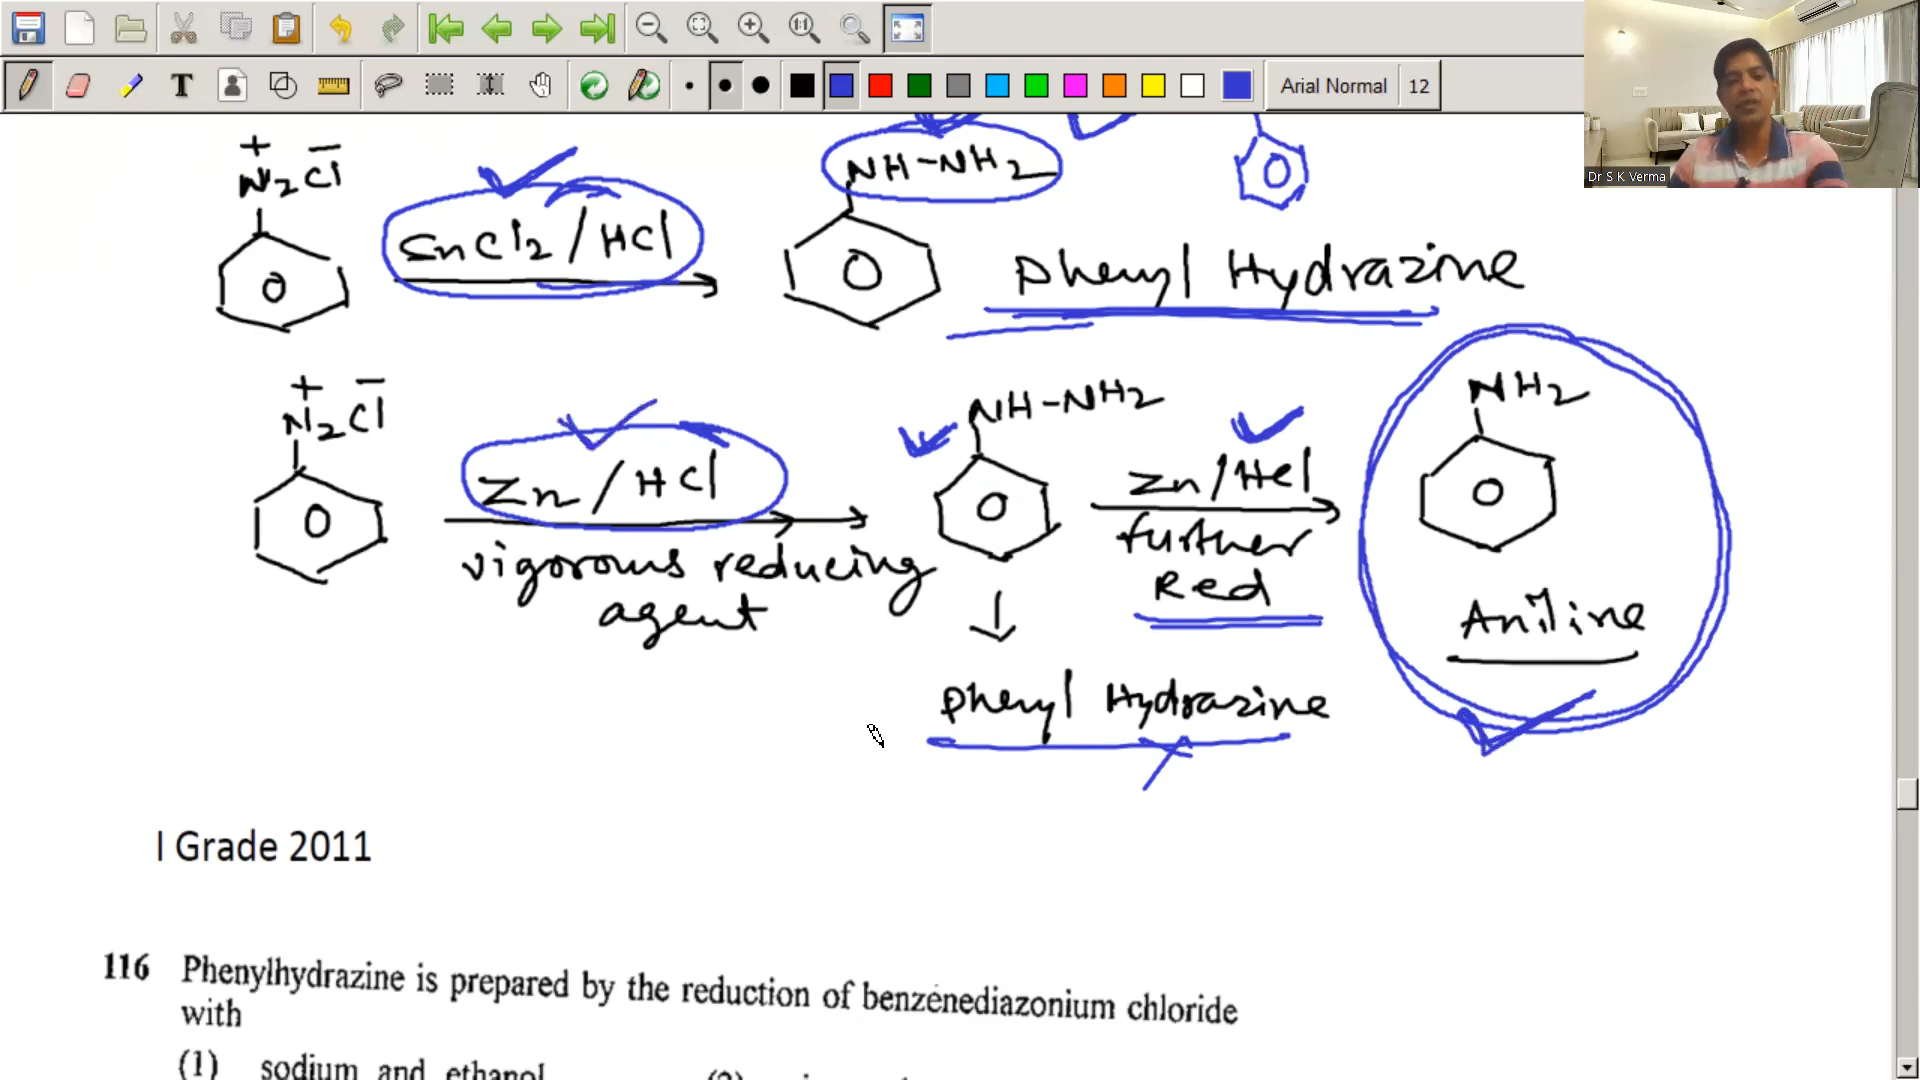 Arial Normal 12
Dr S K Verma
+ −
N2Cl
SnCl2/HCl
NH-NH2
Phenyl Hydrazine
+ −
N2Cl
Zn/HCl
vigorous reducing
agent
NH-NH2
Zn/HCl
further
Red
NH2
Aniline
Phenyl Hydrazine
I Grade 2011
116 Phenylhydrazine is prepared by the reduction of benzenediazonium chloride
with
(1) sodium and ethanol (2)